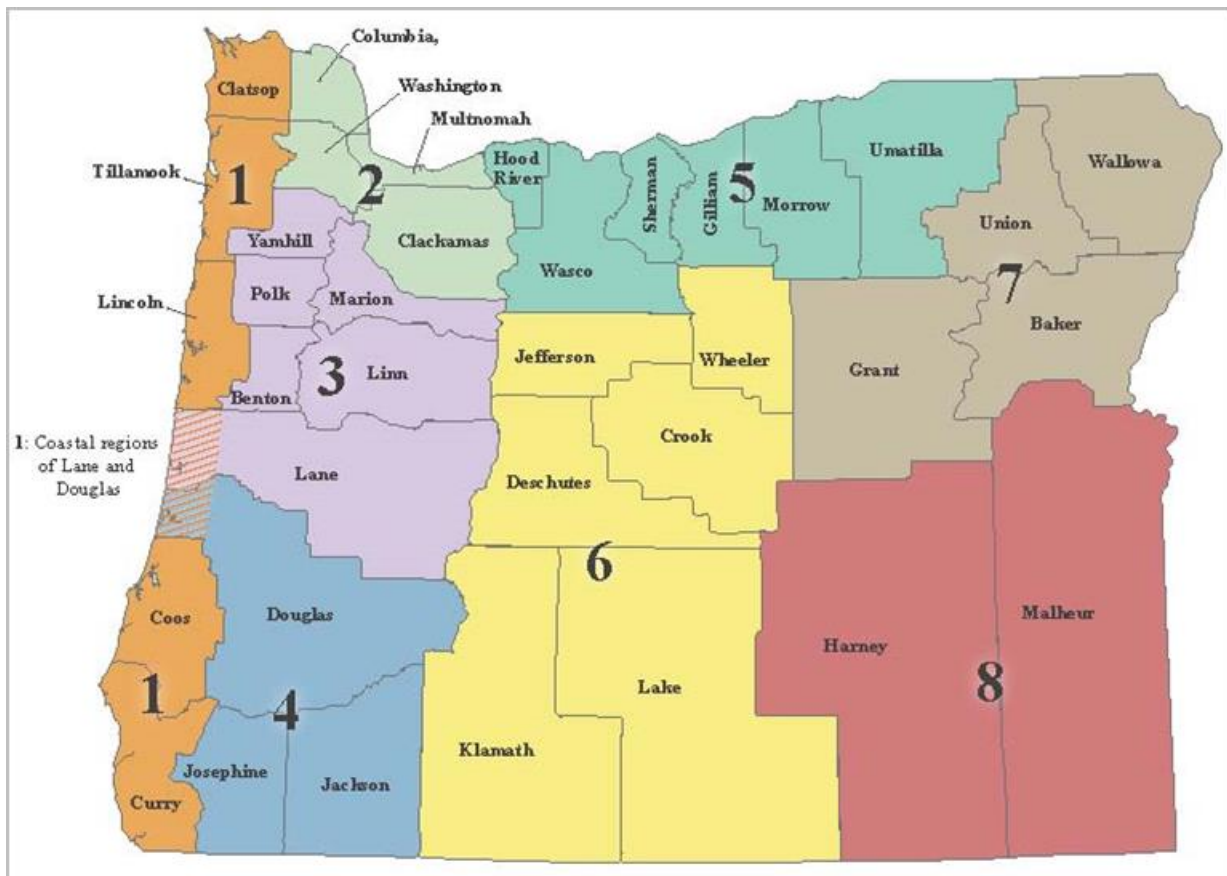 Columbia,
Clatsop
Washington
Multnomah
Tillamook
1
2
Hood
River
Sherman
Gilliam
5
Morrow
Umatilla
Wallowa
Union
Yamhill
Clackamas
Wasco
7
Polk
Marion
Lincoln
Baker
Jefferson
Wheeler
3
Linn
Grant
Benton
1: Coastal regions
of Lane and
Douglas
Crook
Lane
Deschutes
6
Coos
Douglas
Malheur
Harney
1
4
Lake
8
Klamath
Josephine
Jackson
Curry